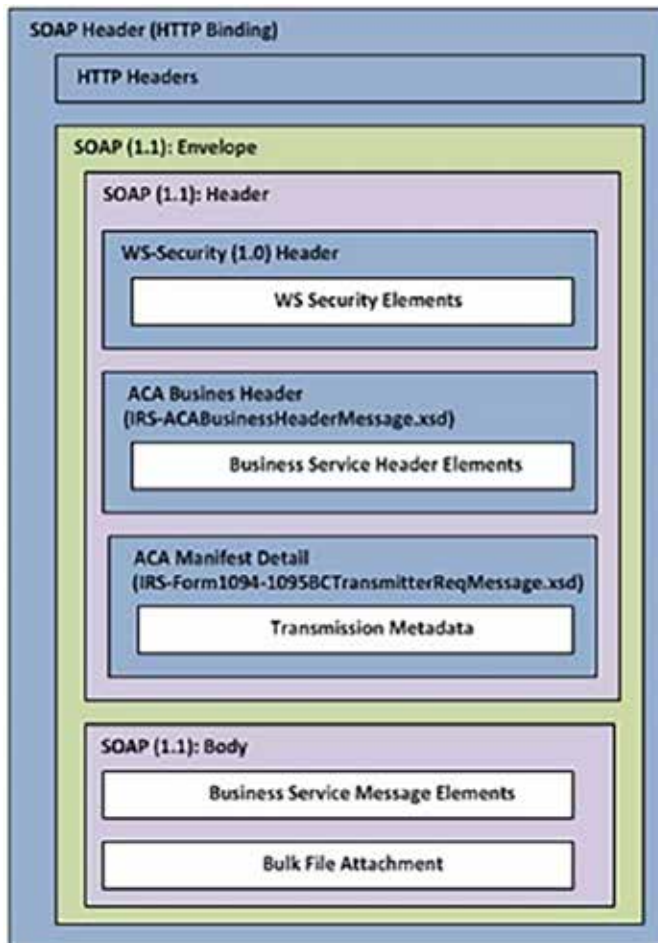 SOAP Header (HTTP Binding)
HTTP Headers
SOAP (1.1): Envelope
SOAP (1.1): Header
WS-Security (1.0) Header
WS Security Elements
ACA Busines Header
(IRS-ACABusinessHeaderMessage.xsd)
Business Service Header Elements
ACA Manifest Detail
(IRS-Form1094-1095BCTransmitterReqMessage.xsd)
Transmission Metadata
SOAP (1.1): Body
Business Service Message Elements
Bulk File Attachment